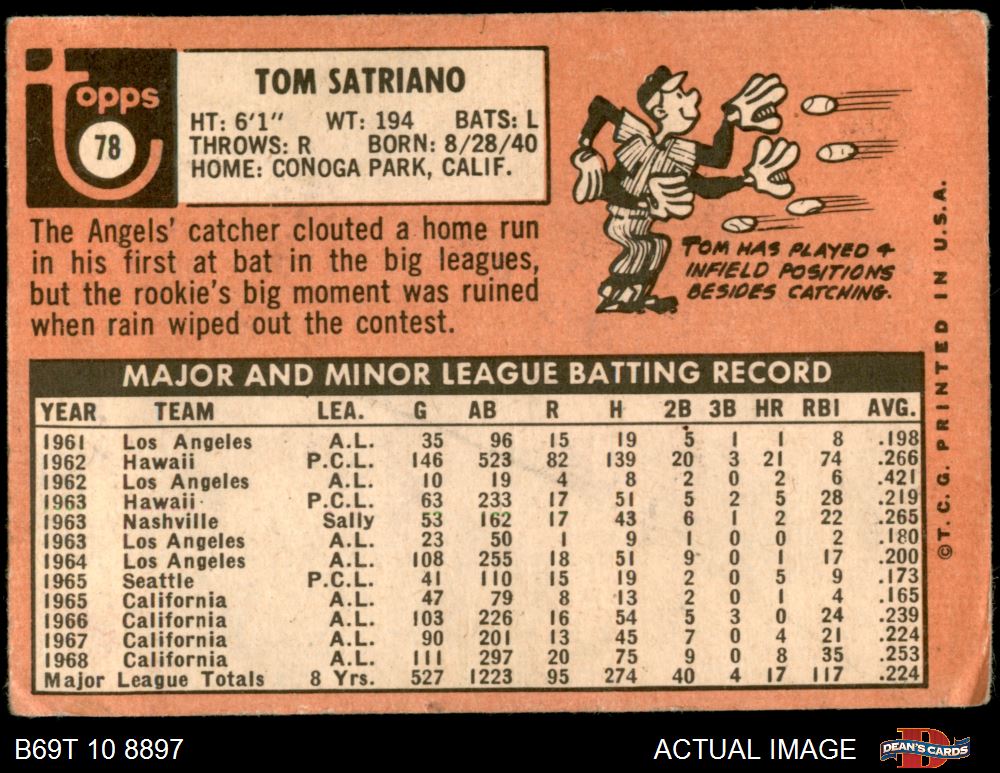 topps
78
TOM SATRIANO
HT: 6'1" WT: 194 BATS: L
THROWS: R BORN: 8/28/40
HOME: CONOGA PARK, CALIF.
The Angels' catcher clouted a home run
in his first at bat in the big leagues,
but the rookie's big moment was ruined
when rain wiped out the contest.
TOM HAS PLAYED 4
INFIELD POSITIONS
BESIDES CATCHING.
MAJOR AND MINOR LEAGUE BATTING RECORD
YEAR TEAM LEA. G AB R H 2B 3B HR RBI AVG.
1961 Los Angeles A.L. 35 96 15 19 5 1 1 8 .198
1962 Hawaii P.C.L. 146 523 82 139 20 3 21 74 .266
1962 Los Angeles A.L. 10 19 4 8 2 0 2 6 .421
1963 Hawaii P.C.L. 63 233 17 51 5 2 5 28 .219
1963 Nashville Sally 53 162 17 43 6 1 2 22 .265
1963 Los Angeles A.L. 23 50 1 9 1 0 0 2 .180
1964 Los Angeles A.L. 108 255 18 51 9 0 1 17 .200
1965 Seattle P.C.L. 41 110 15 19 2 0 5 9 .173
1965 California A.L. 47 79 8 13 2 0 1 4 .165
1966 California A.L. 103 226 16 54 5 3 0 24 .239
1967 California A.L. 90 201 13 45 7 0 4 21 .224
1968 California A.L. 111 297 20 75 9 0 8 35 .253
Major League Totals 8 Yrs. 527 1223 95 274 40 4 17 117 .224
©T. C. G. PRINTED IN U.S.A.
B69T 10 8897
ACTUAL IMAGE
DEAN'S CARDS